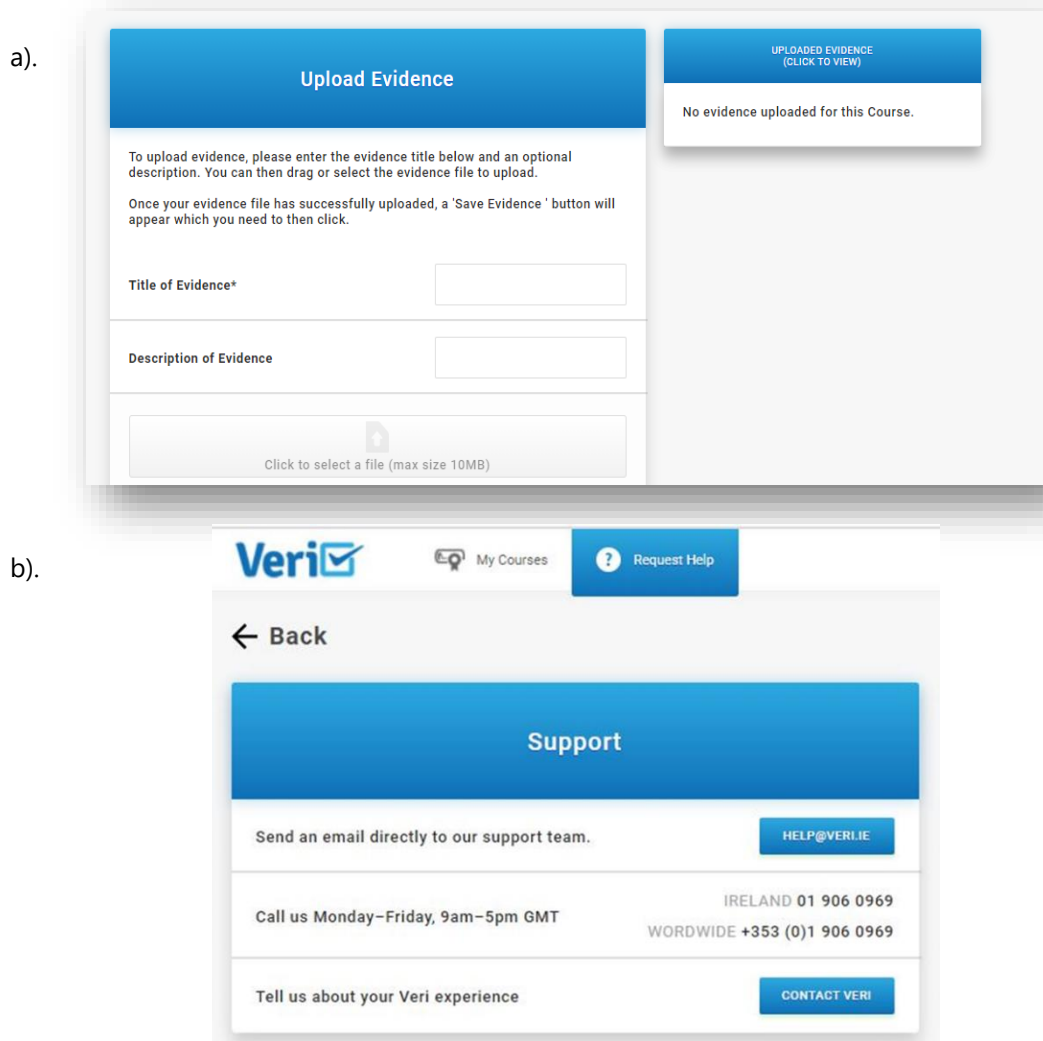 a).
Upload Evidence
UPLOADED EVIDENCE
(CLICK TO VIEW)
No evidence uploaded for this Course.
To upload evidence, please enter the evidence title below and an optional
description. You can then drag or select the evidence file to upload.
Once your evidence file has successfully uploaded, a 'Save Evidence ' button will
appear which you need to then click.
Title of Evidence*
Description of Evidence
Click to select a file (max size 10MB)
b).
Veri
My Courses
? Request Help
← Back
Support
Send an email directly to our support team.
HELP@VERI.IE
Call us Monday–Friday, 9am–5pm GMT
IRELAND 01 906 0969
WORDWIDE +353 (0)1 906 0969
Tell us about your Veri experience
CONTACT VERI